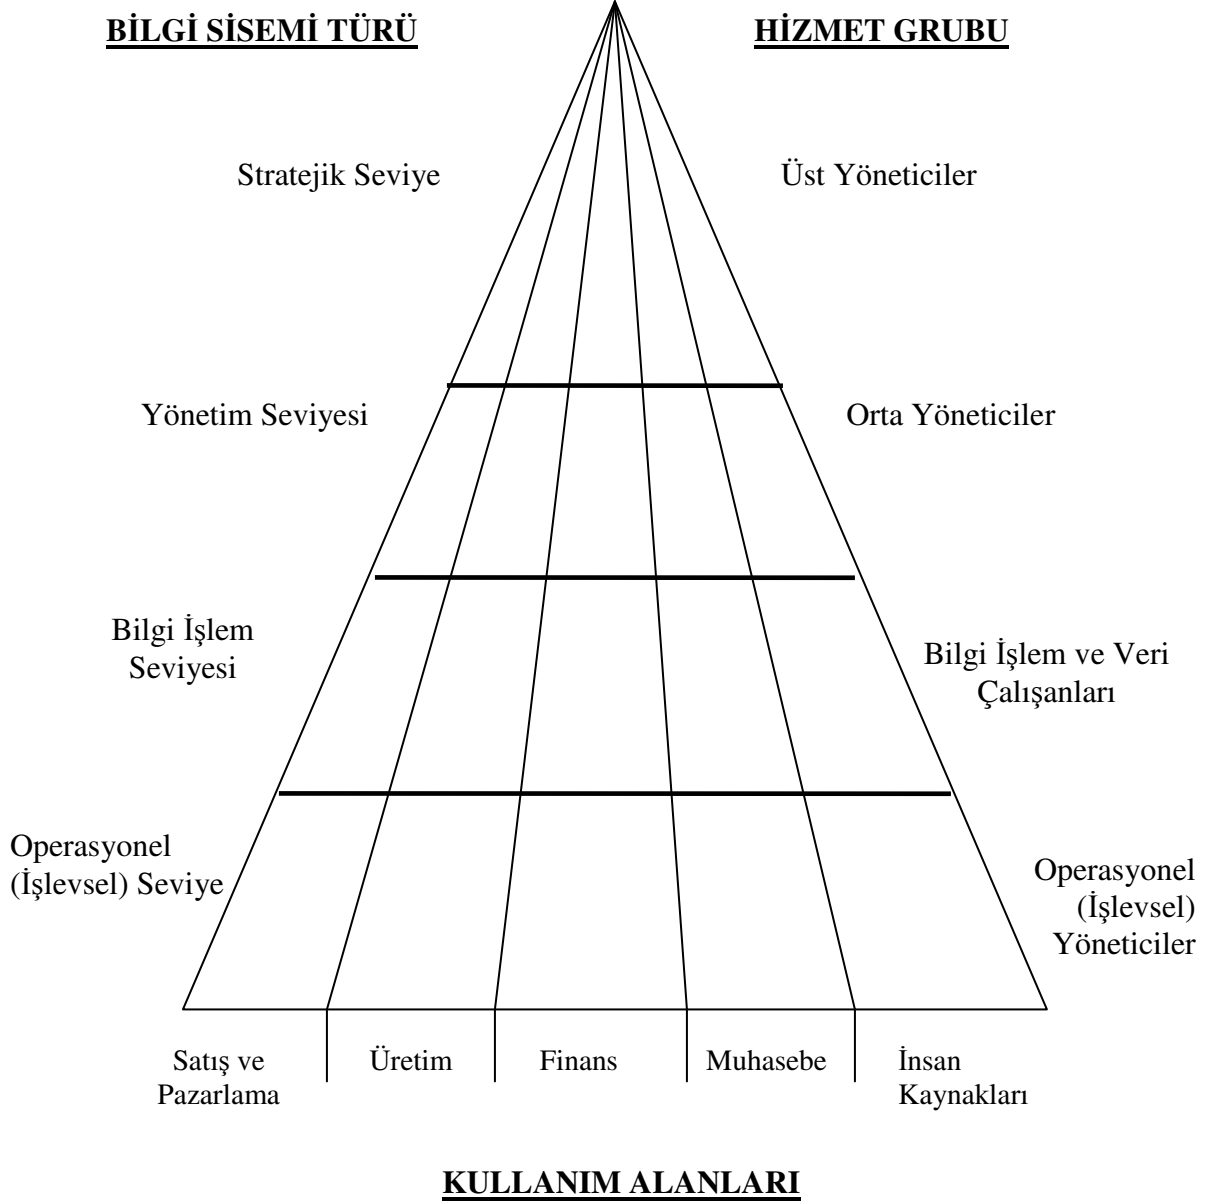 BİLGİ SİSEMİ TÜRÜ
HİZMET GRUBU
Stratejik Seviye
Üst Yöneticiler
Yönetim Seviyesi
Orta Yöneticiler
Bilgi İşlem
Seviyesi
Bilgi İşlem ve Veri
Çalışanları
Operasyonel
(İşlevsel) Seviye
Operasyonel
(İşlevsel)
Yöneticiler
Satış ve
Pazarlama
Üretim
Finans
Muhasebe
İnsan
Kaynakları
KULLANIM ALANLARI